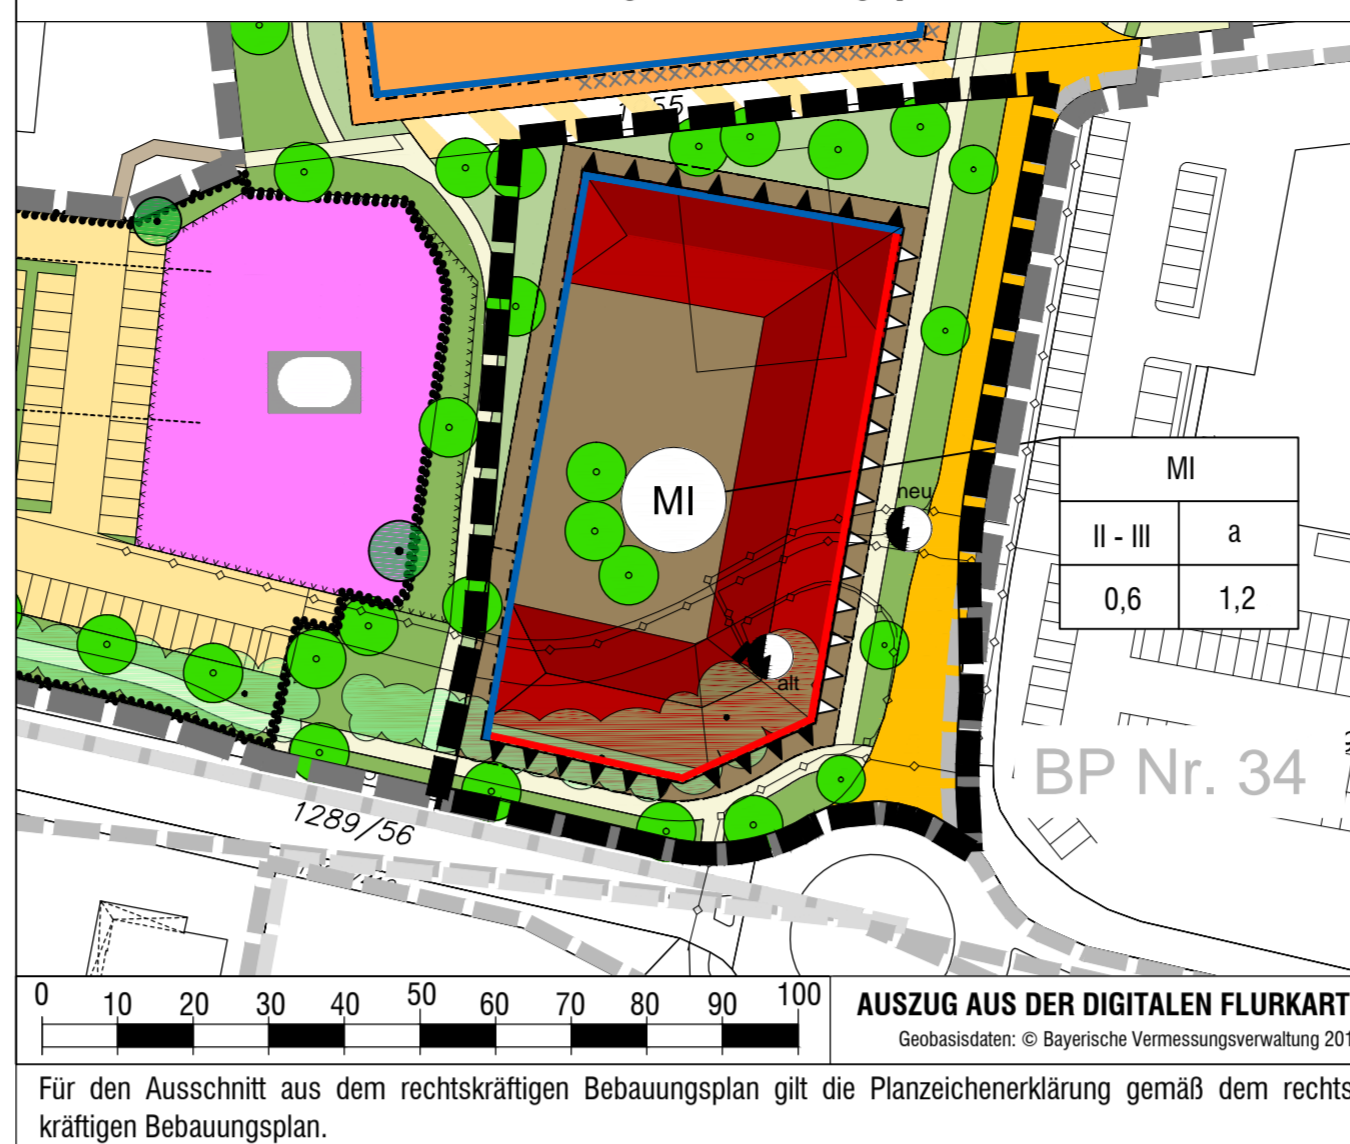 MI
neu
alt
MI
II - III a
0,6 1,2
BP Nr. 34
1289/56
0 10 20 30 40 50 60 70 80 90 100
AUSZUG AUS DER DIGITALEN FLURKART
Geobasisdaten: © Bayerische Vermessungsverwaltung 201
Für den Ausschnitt aus dem rechtskräftigen Bebauungsplan gilt die Planzeichenerklärung gemäß dem rechts
kräftigen Bebauungsplan.